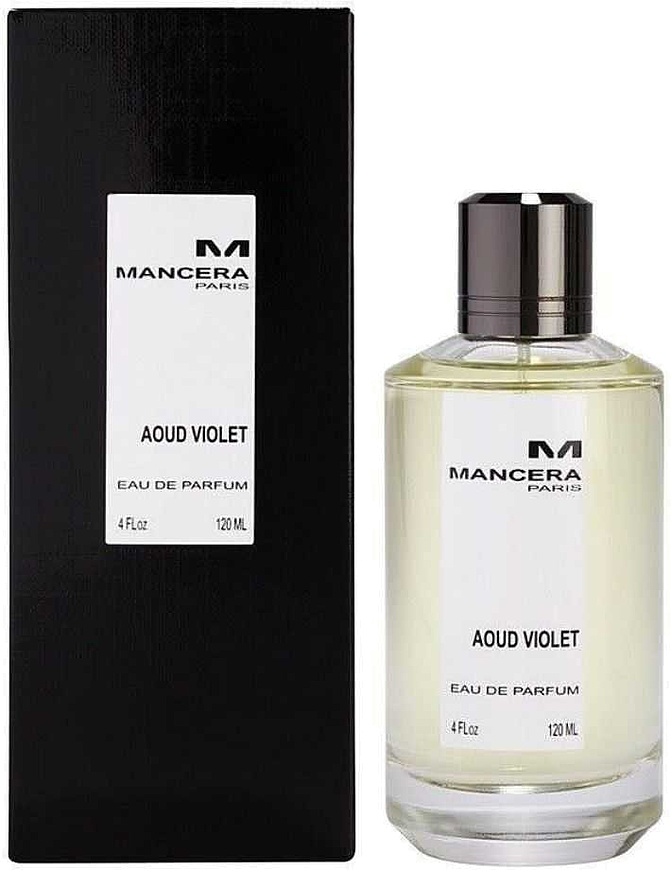 M
MANCERA
PARIS
AOUD VIOLET
EAU DE PARFUM
4 FLoz 120 ML
M
MANCERA
PARIS
AOUD VIOLET
EAU DE PARFUM
4 FLoz 120 ML